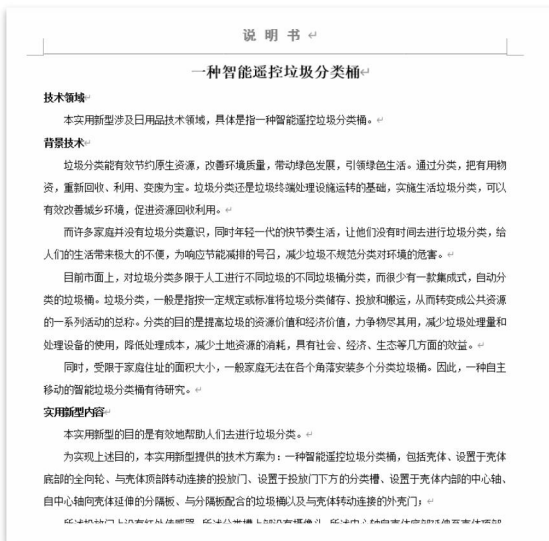 说 明 书
一种智能遥控垃圾分类桶
技术领域
本实用新型涉及日用品技术领域，具体是指一种智能遥控垃圾分类桶。
背景技术
垃圾分类能有效节约原生资源，改善环境质量，带动绿色发展，引领绿色生活。通过分类，把有用物
资，重新回收、利用、变废为宝。垃圾分类还是垃圾终端处理设施运转的基础，实施生活垃圾分类，可以
有效改善城乡环境，促进资源回收利用。
而许多家庭并没有垃圾分类意识，同时年轻一代的快节奏生活，让他们没有时间去进行垃圾分类，给
人们的生活带来极大的不便，为响应节能减排的号召，减少垃圾不规范分类对环境的危害。
目前市面上，对垃圾分类多限于人工进行不同垃圾的不同垃圾桶分类，而很少有一款集成式，自动分
类的垃圾桶。垃圾分类，一般是指按一定规定或标准将垃圾分类储存、投放和搬运，从而转变成公共资源
的一系列活动的总称。分类的目的是提高垃圾的资源价值和经济价值，力争物尽其用，减少垃圾处理量和
处理设备的使用，降低处理成本，减少土地资源的消耗，具有社会、经济、生态等几方面的效益。
同时，受限于家庭住址的面积大小，一般家庭无法在各个角落安装多个分类垃圾桶。因此，一种自主
移动的智能垃圾分类桶有待研究。
实用新型内容
本实用新型的目的是有效地帮助人们去进行垃圾分类。
为实现上述目的，本实用新型提供的技术方案为：一种智能遥控垃圾分类桶，包括壳体、设置于壳体
底部的全向轮、与壳体顶部转动连接的投放门、设置于投放门下方的分类槽、设置于壳体内部的中心轴、
自中心轴向壳体延伸的分隔板、与分隔板配合的垃圾桶以及与壳体转动连接的外壳门；